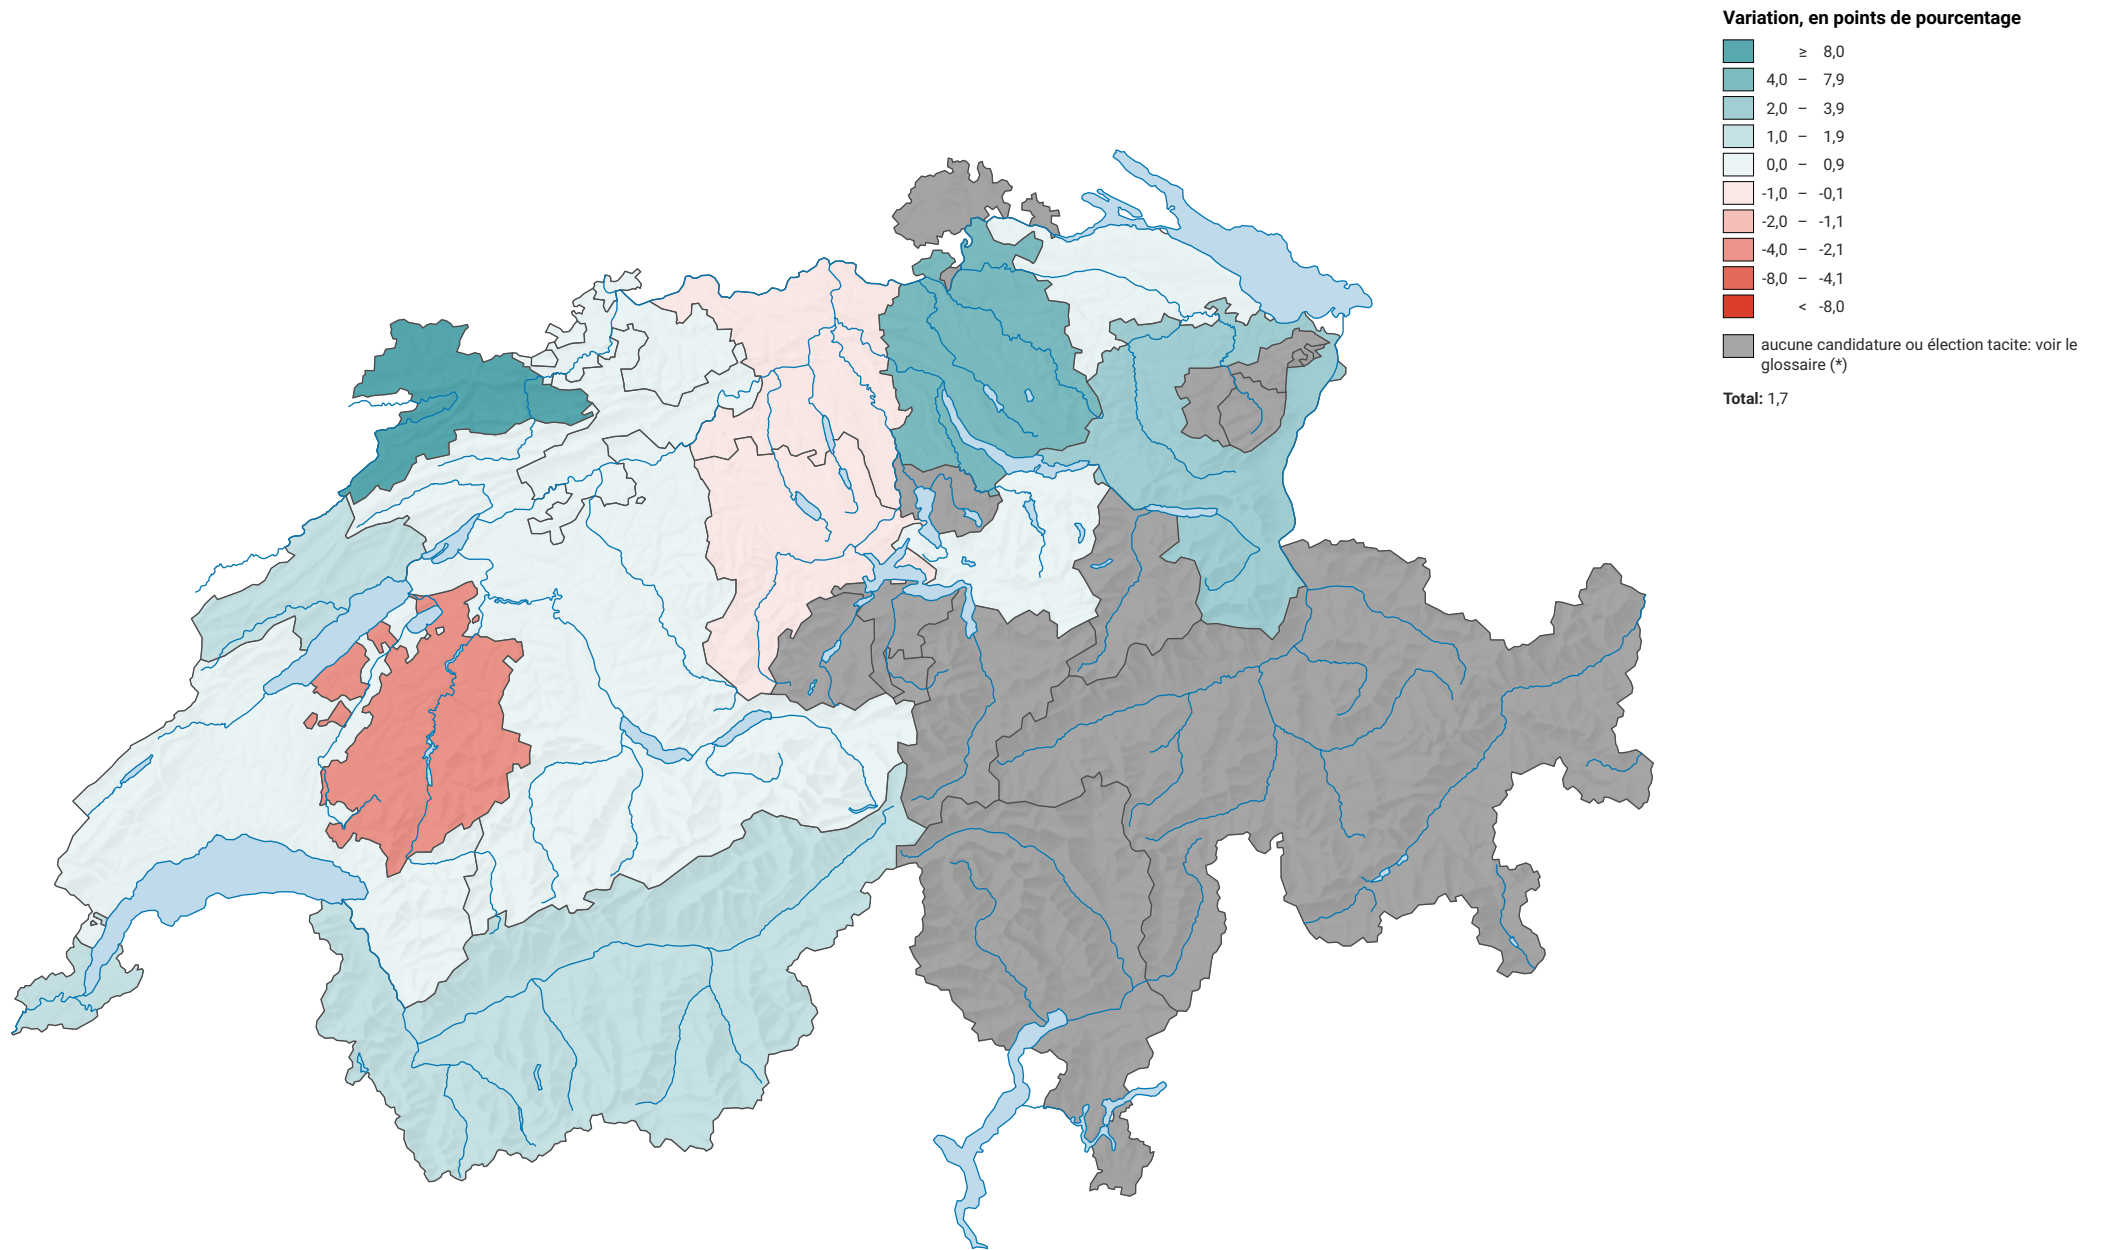 Variation, en points de pourcentage
≥ 8,0
4,0 – 7,9
2,0 – 3,9
1,0 – 1,9
0,0 – 0,9
-1,0 – -0,1
-2,0 – -1,1
-4,0 – -2,1
-8,0 – -4,1
< -8,0
aucune candidature ou élection tacite: voir le
glossaire (*)
Total: 1,7